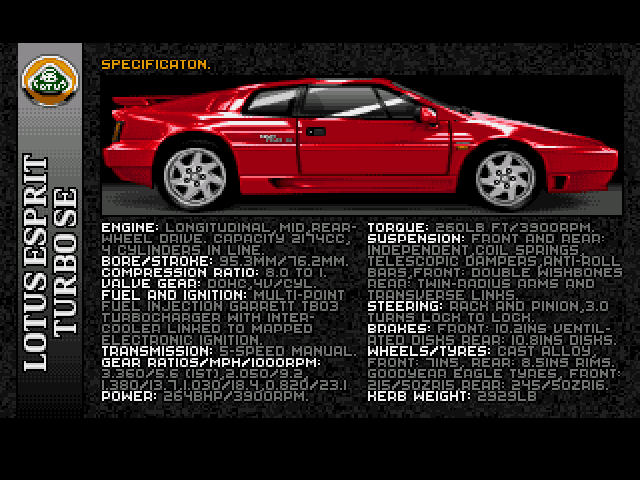 SPECIFICATON.
LOTUS
LOTUS ESPRIT
TURBO SE
ENGINE: LONGITUDINAL,MID,REAR-
WHEEL DRIVE. CAPACITY 2174CC,
4 CYLINDERS IN LINE.
BORE/STROKE: 95.3MM/76.2MM.
COMPRESSION RATIO: 8.0 TO 1.
VALVE GEAR: DOHC,4V/CYL.
FUEL AND IGNITION: MULTI-POINT
FUEL INJECTION GARRETT TB03
TURBOCHARGER WITH INTER-
COOLER LINKED TO MAPPED
ELECTRONIC IGNITION.
TRANSMISSION: 5-SPEED MANUAL.
GEAR RATIOS/MPH/1000RPM:
3.360/5.6 (1ST),2.050/9.2,
1.380/13.7,1.030/18.4,0.820/23.1
POWER: 264BHP/3900RPM.
TORQUE: 260LB FT/3900RPM.
SUSPENSION: FRONT AND REAR:
INDEPENDENT,COIL SPRINGS
TELESCOPIC DAMPERS,ANTI-ROLL
BARS,FRONT: DOUBLE WISHBONES
REAR: TWIN-RADIUS ARMS AND
TRANSVERSE LINKS.
STEERING: RACK AND PINION,3.0
TURNS LOCK TO LOCK.
BRAKES: FRONT: 10.2INS VENTIL-
ATED DISKS REAR: 10.8INS DISKS.
WHEELS/TYRES: CAST ALLOY,
FRONT: 7INS, REAR: 8.5INS RIMS.
GOODYEAR EAGLE TYRES, FRONT:
215/50ZR15,REAR: 245/50ZR16.
KERB WEIGHT: 2929LB